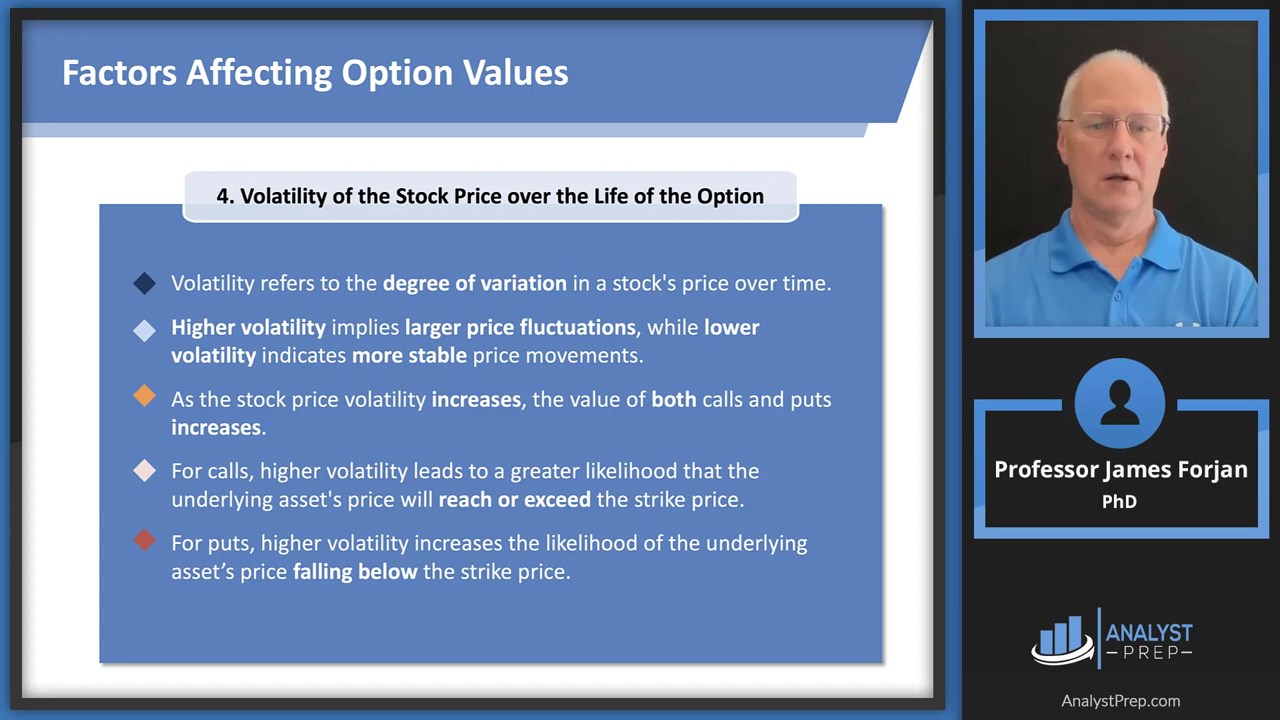 Factors Affecting Option Values
4. Volatility of the Stock Price over the Life of the Option
Volatility refers to the degree of variation in a stock's price over time.
Higher volatility implies larger price fluctuations, while lower
volatility indicates more stable price movements.
As the stock price volatility increases, the value of both calls and puts
increases.
For calls, higher volatility leads to a greater likelihood that the
underlying asset's price will reach or exceed the strike price.
For puts, higher volatility increases the likelihood of the underlying
asset’s price falling below the strike price.
Professor James Forjan
PhD
ANALYST
PREP
AnalystPrep.com